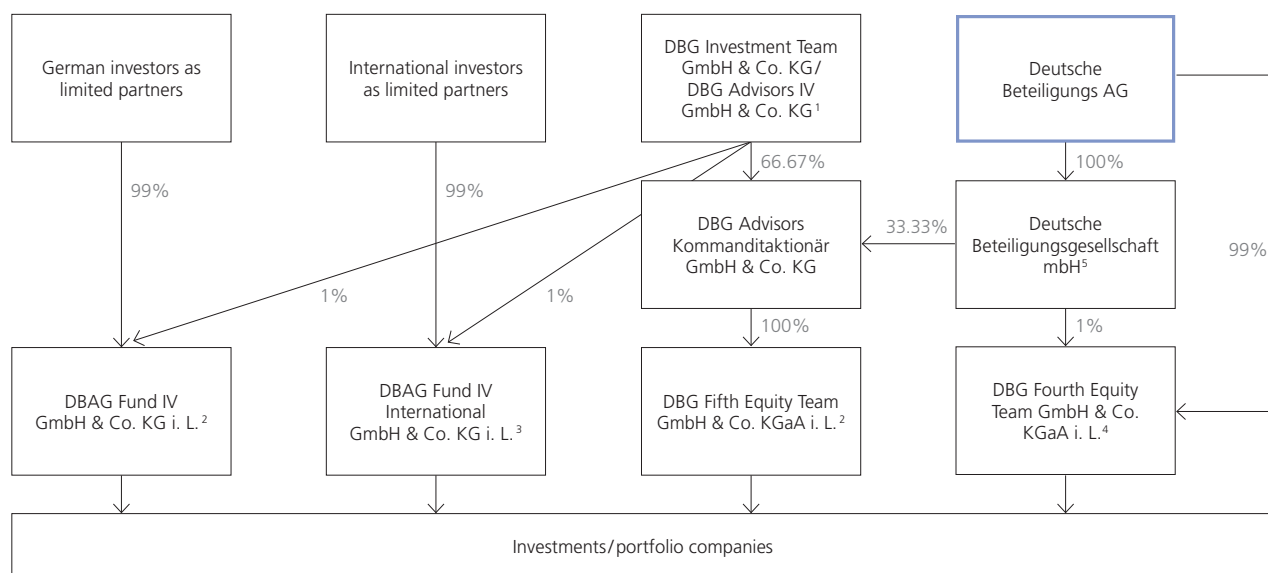 German investors as
limited partners
International investors
as limited partners
DBG Investment Team
GmbH & Co. KG/
DBG Advisors IV
GmbH & Co. KG¹
Deutsche
Beteiligungs AG
99%
99%
66.67%
100%
DBG Advisors
Kommanditaktionär
GmbH & Co. KG
33.33%
Deutsche
Beteiligungsgesellschaft
mbH⁵
99%
1%
1%
100%
1%
DBAG Fund IV
GmbH & Co. KG i. L.²
DBAG Fund IV
International
GmbH & Co. KG i. L.³
DBG Fifth Equity Team
GmbH & Co. KGaA i. L.²
DBG Fourth Equity
Team GmbH & Co.
KGaA i. L.⁴
Investments/portfolio companies